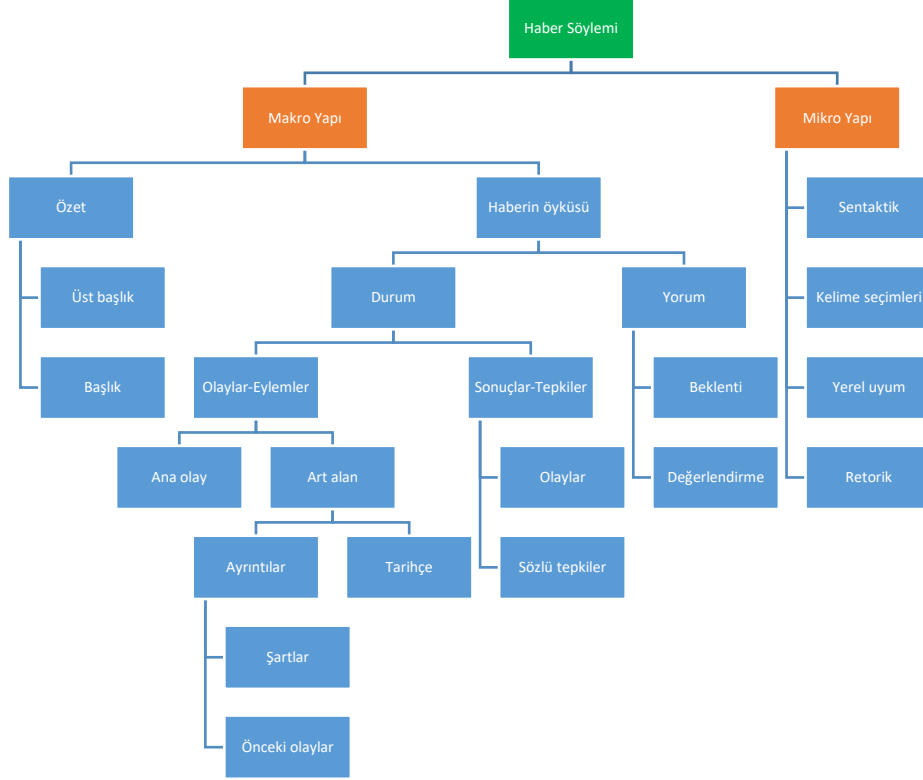 Haber Söylemi
Makro Yapı
Mikro Yapı
Özet
Haberin öyküsü
Sentaktik
Üst başlık
Durum
Yorum
Kelime seçimleri
Başlık
Olaylar-Eylemler
Sonuçlar-Tepkiler
Beklenti
Yerel uyum
Ana olay
Art alan
Olaylar
Değerlendirme
Retorik
Ayrıntılar
Tarihçe
Sözlü tepkiler
Şartlar
Önceki olaylar